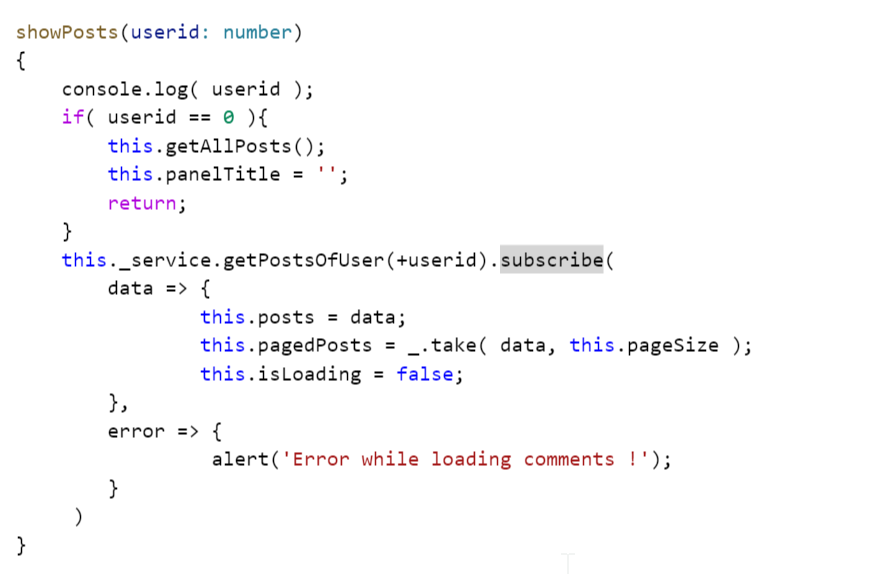 showPosts(userid: number)
{
    console.log( userid );
    if( userid == 0 ){
        this.getAllPosts();
        this.panelTitle = '';
        return;
    }
    this._service.getPostsOfUser(+userid).subscribe(
        data => {
                this.posts = data;
                this.pagedPosts = _.take( data, this.pageSize );
                this.isLoading = false;
        },
        error => {
                 alert('Error while loading comments !');
        }
     )
}